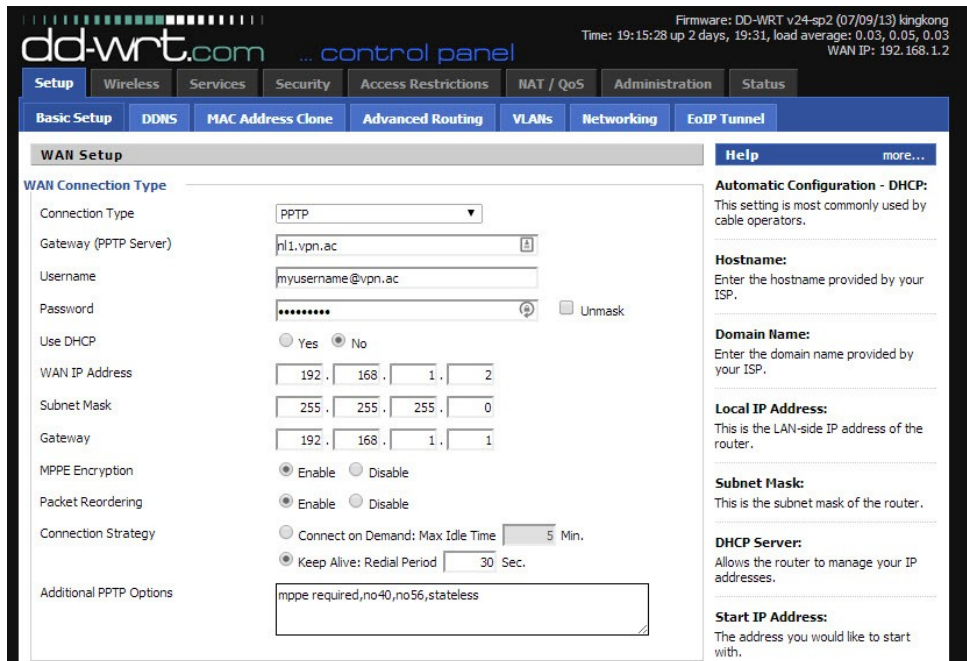 dd-wrt.com ... control panel
Firmware: DD-WRT v24-sp2 (07/09/13) kingkong
Time: 19:15:28 up 2 days, 19:31, load average: 0.03, 0.05, 0.03
WAN IP: 192.168.1.2
Setup Wireless Services Security Access Restrictions NAT / QoS Administration Status
Basic Setup DDNS MAC Address Clone Advanced Routing VLANs Networking EoIP Tunnel
WAN Setup
WAN Connection Type
Connection Type PPTP
Gateway (PPTP Server) nl1.vpn.ac
Username myusername@vpn.ac
Password ••••••••• Unmask
Use DHCP Yes No
WAN IP Address 192. 168. 1. 2
Subnet Mask 255. 255. 255. 0
Gateway 192. 168. 1. 1
MPPE Encryption Enable Disable
Packet Reordering Enable Disable
Connection Strategy Connect on Demand: Max Idle Time 5 Min.
Keep Alive: Redial Period 30 Sec.
Additional PPTP Options mppe required,no40,no56,stateless
Help more...
Automatic Configuration - DHCP:
This setting is most commonly used by
cable operators.
Hostname:
Enter the hostname provided by your
ISP.
Domain Name:
Enter the domain name provided by
your ISP.
Local IP Address:
This is the LAN-side IP address of the
router.
Subnet Mask:
This is the subnet mask of the router.
DHCP Server:
Allows the router to manage your IP
addresses.
Start IP Address:
The address you would like to start
with.